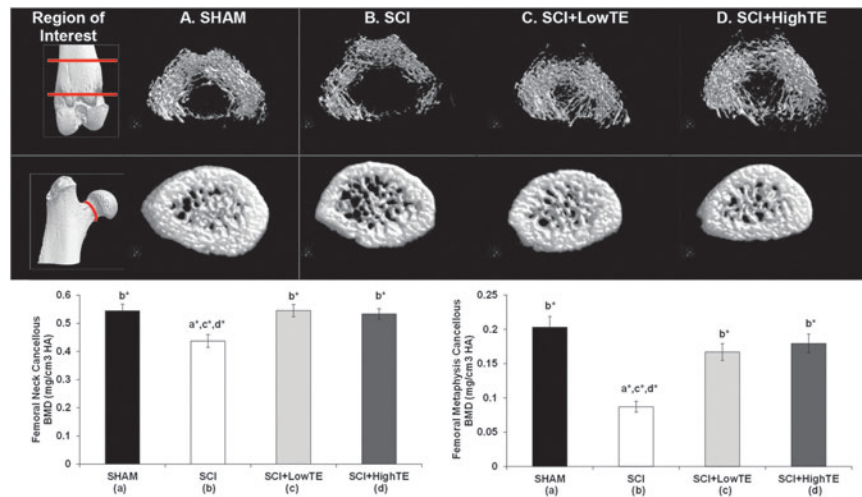 Region of
Interest
A. SHAM
B. SCI
C. SCI+LowTE
D. SCI+HighTE
Femoral Neck Cancellous
BMD (mg/cm3 HA)
0.6
0.5
0.4
0.3
0.2
0.1
0
b*
a*,c*,d*
b*
b*
SHAM
(a)
SCI
(b)
SCI+LowTE
(c)
SCI+HighTE
(d)
Femoral Metaphysis Cancellous
BMD (mg/cm3 HA)
0.25
0.2
0.15
0.1
0.05
0
b*
a*,c*,d*
b*
b*
SHAM
(a)
SCI
(b)
SCI+LowTE
(c)
SCI+HighTE
(d)